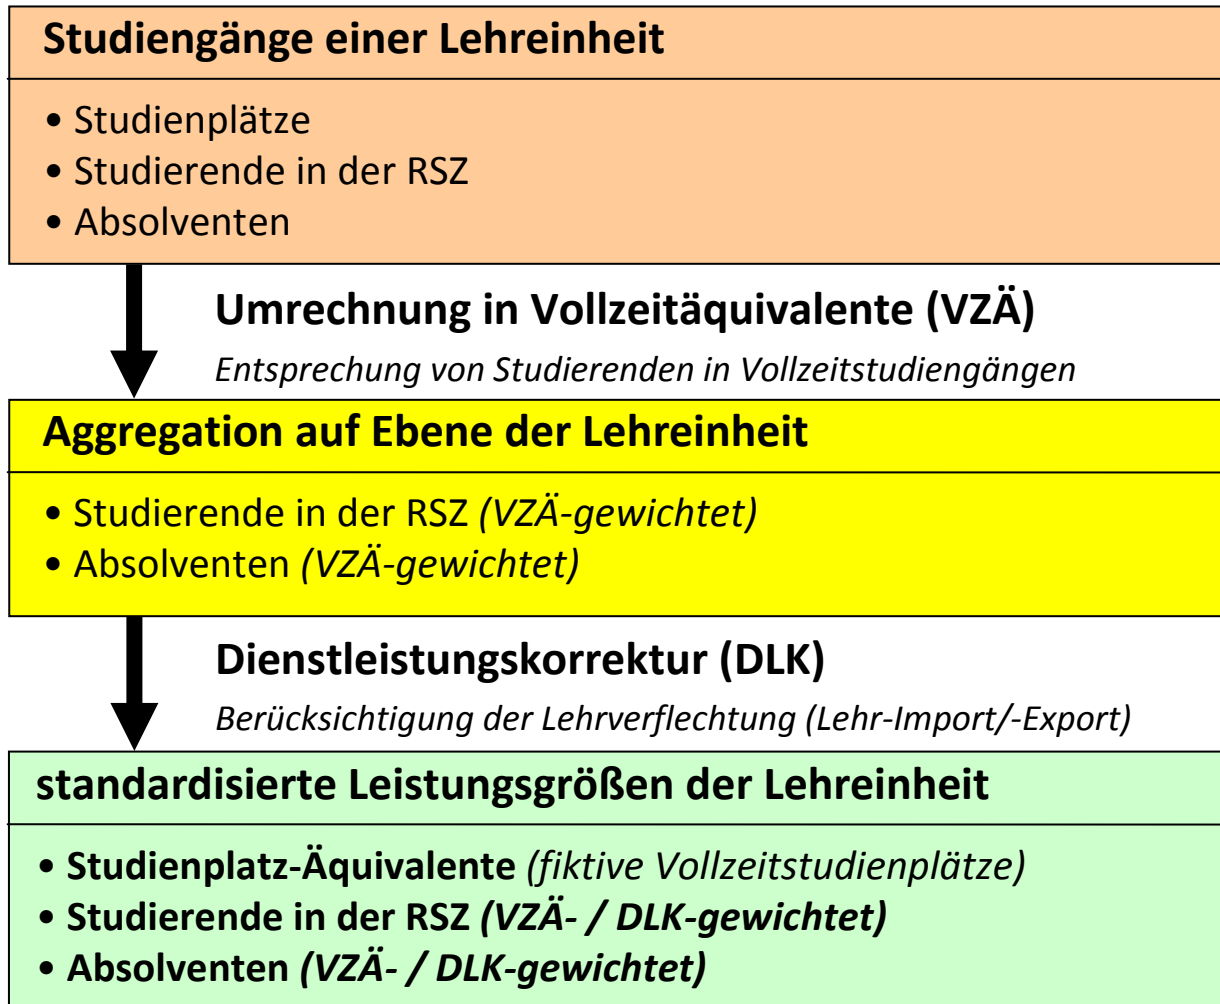 Studiengänge einer Lehreinheit
• Studienplätze
• Studierende in der RSZ
• Absolventen
Umrechnung in Vollzeitäquivalente (VZÄ)
Entsprechung von Studierenden in Vollzeitstudiengängen
Aggregation auf Ebene der Lehreinheit
• Studierende in der RSZ (VZÄ-gewichtet)
• Absolventen (VZÄ-gewichtet)
Dienstleistungskorrektur (DLK)
Berücksichtigung der Lehrverflechtung (Lehr-Import/-Export)
standardisierte Leistungsgrößen der Lehreinheit
• Studienplatz-Äquivalente (fiktive Vollzeitstudienplätze)
• Studierende in der RSZ (VZÄ- / DLK-gewichtet)
• Absolventen (VZÄ- / DLK-gewichtet)